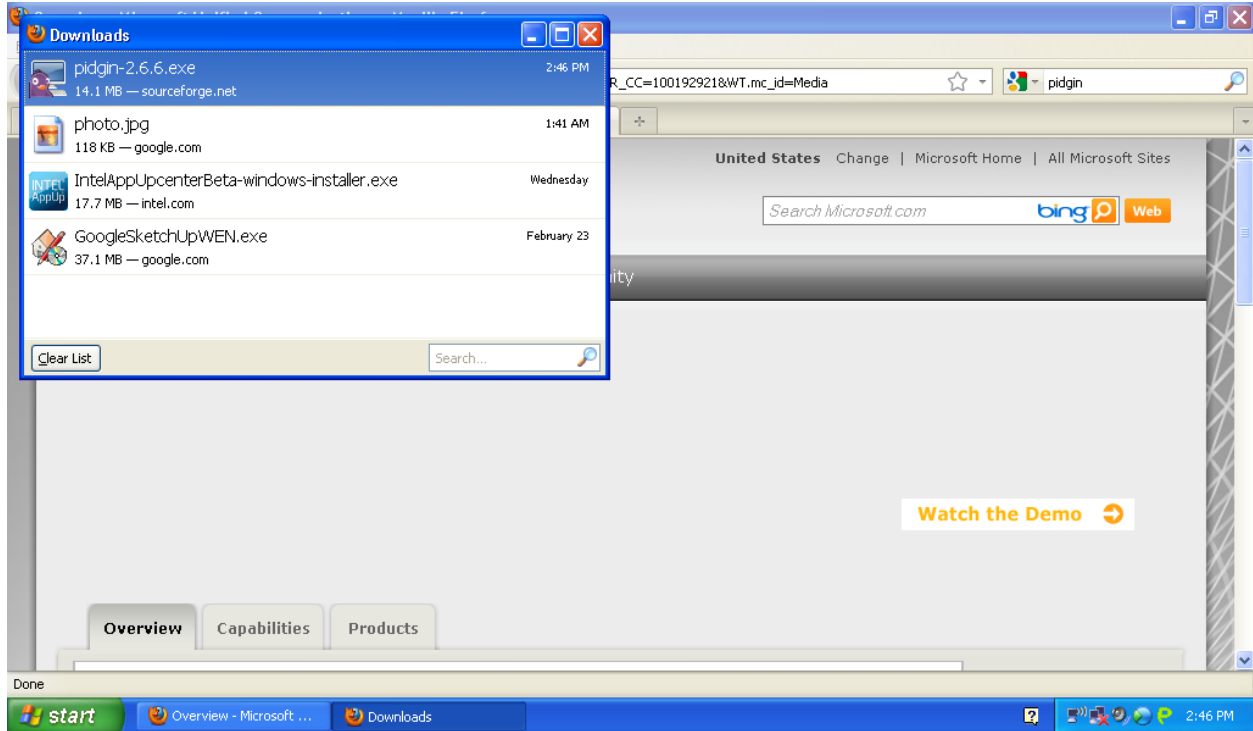 Downloads
pidgin-2.6.6.exe 2:46 PM
14.1 MB — sourceforge.net
photo.jpg 1:41 AM
118 KB — google.com
IntelAppUpcenterBeta-windows-installer.exe Wednesday
INTEL
AppUp
17.7 MB — intel.com
GoogleSketchUpWEN.exe February 23
37.1 MB — google.com
Clear List Search...
R_CC=100192921&WT.mc_id=Media pidgin
United States Change | Microsoft Home | All Microsoft Sites
Search Microsoft.com bing Web
ity
Watch the Demo
Overview Capabilities Products
Done
start Overview - Microsoft ... Downloads 2:46 PM